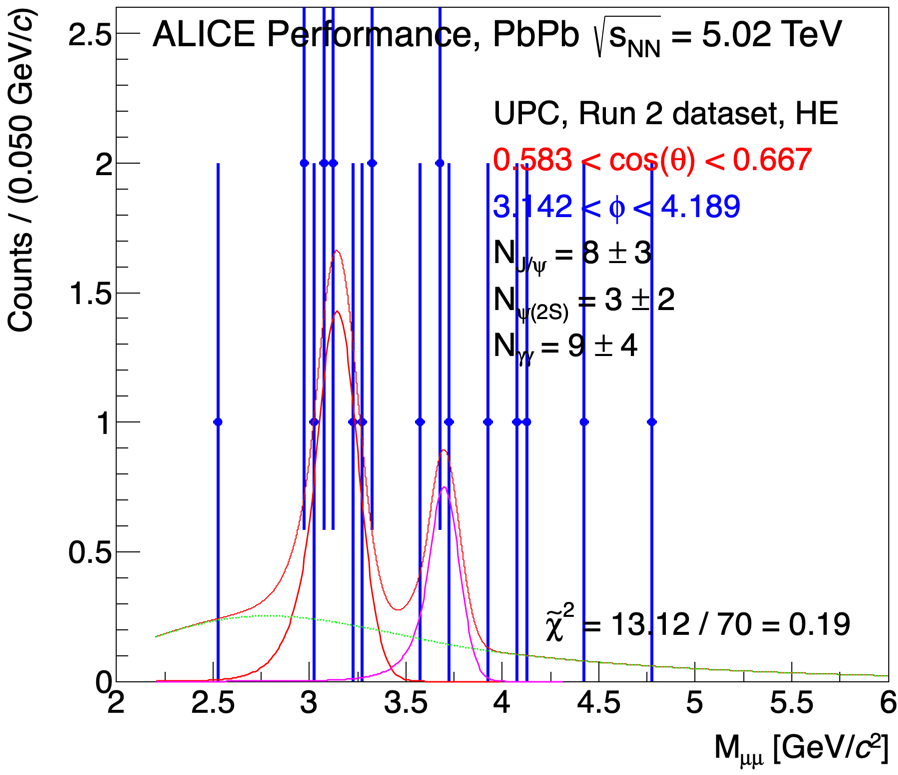 ALICE Performance, PbPb √sNN = 5.02 TeV
UPC, Run 2 dataset, HE
0.583 < cos(θ) < 0.667
3.142 < ϕ < 4.189
NJ/ψ = 8 ± 3
Nψ(2S) = 3 ± 2
Nγγ = 9 ± 4
χ̃² = 13.12 / 70 = 0.19
Counts / (0.050 GeV/c)
2.5
2
1.5
1
0.5
0
2 2.5 3 3.5 4 4.5 5 5.5 6
Mμμ [GeV/c²]